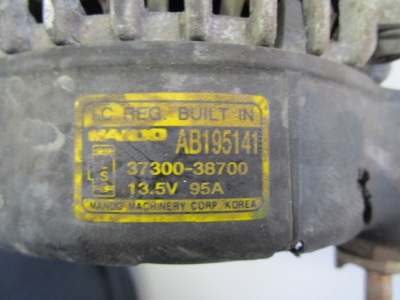 IC REG. BUILT IN
MANDO AB195141
L S 37300-38700
13.5V 95A
MANDO MACHINERY CORP. KOREA